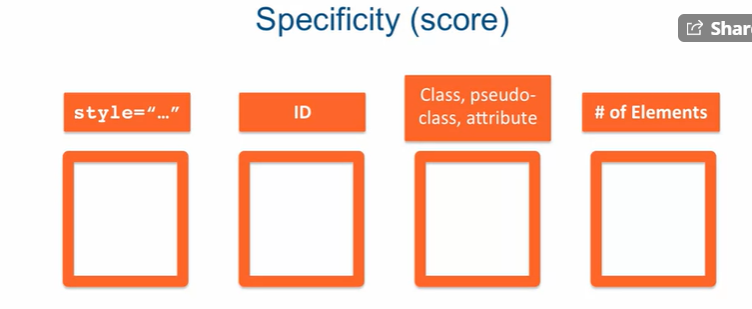 Specificity (score)
Share
style="…"
ID
Class, pseudo-
class, attribute
# of Elements